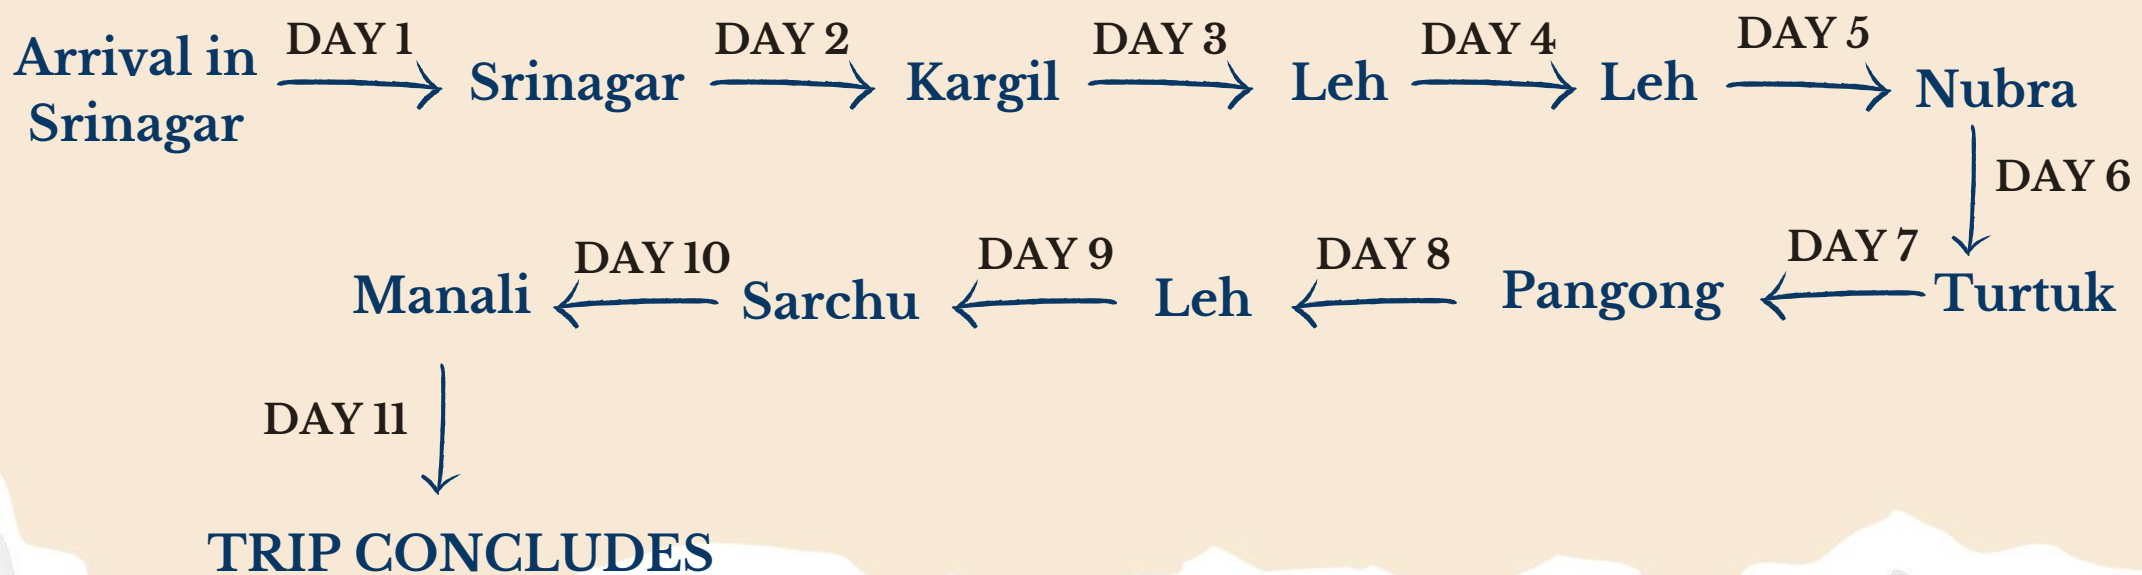 Arrival in
Srinagar
DAY 1
Srinagar
DAY 2
Kargil
DAY 3
Leh
DAY 4
Leh
DAY 5
Nubra
DAY 6
Turtuk
DAY 7
Pangong
DAY 8
Leh
DAY 9
Sarchu
DAY 10
Manali
DAY 11
TRIP CONCLUDES